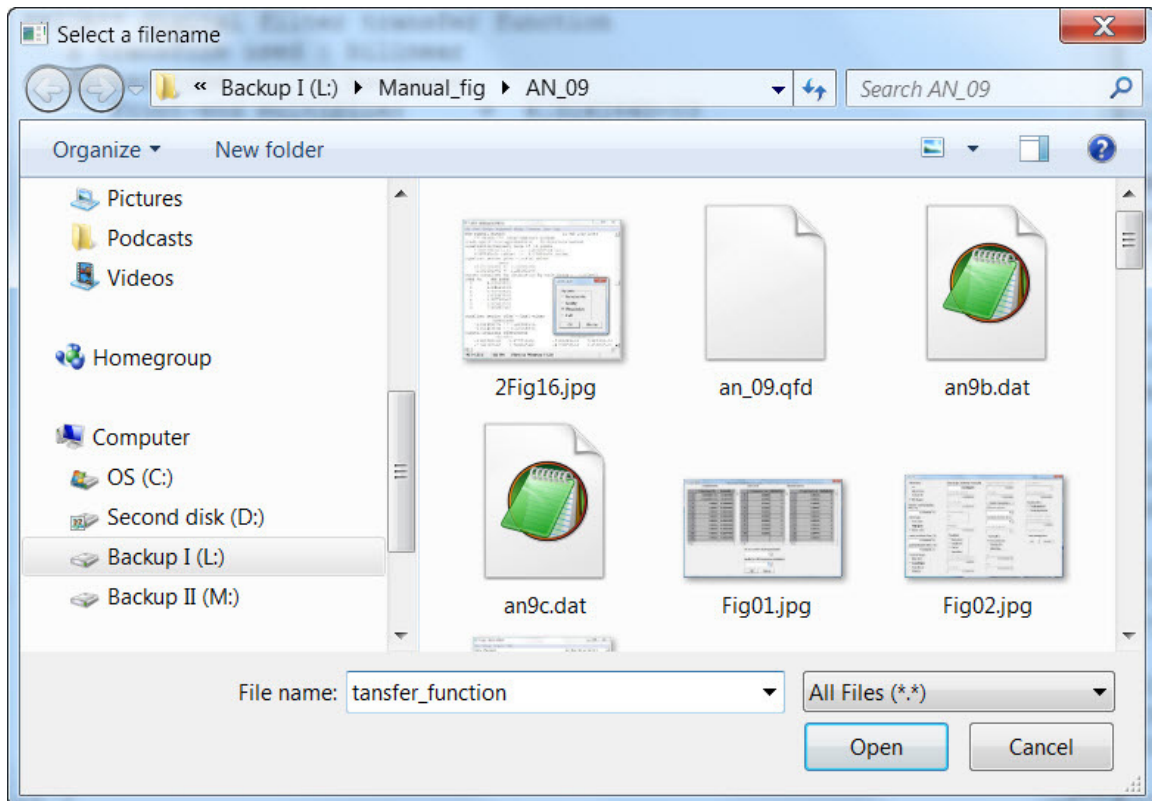 Select a filename
« Backup I (L:) Manual_fig AN_09
Search AN_09
Organize New folder
Pictures
Podcasts
Videos
Homegroup
Computer
OS (C:)
Second disk (D:)
Backup I (L:)
Backup II (M:)
2Fig16.jpg an_09.qfd an9b.dat
an9c.dat Fig01.jpg Fig02.jpg
File name: tansfer_function All Files (*.*)
Open Cancel